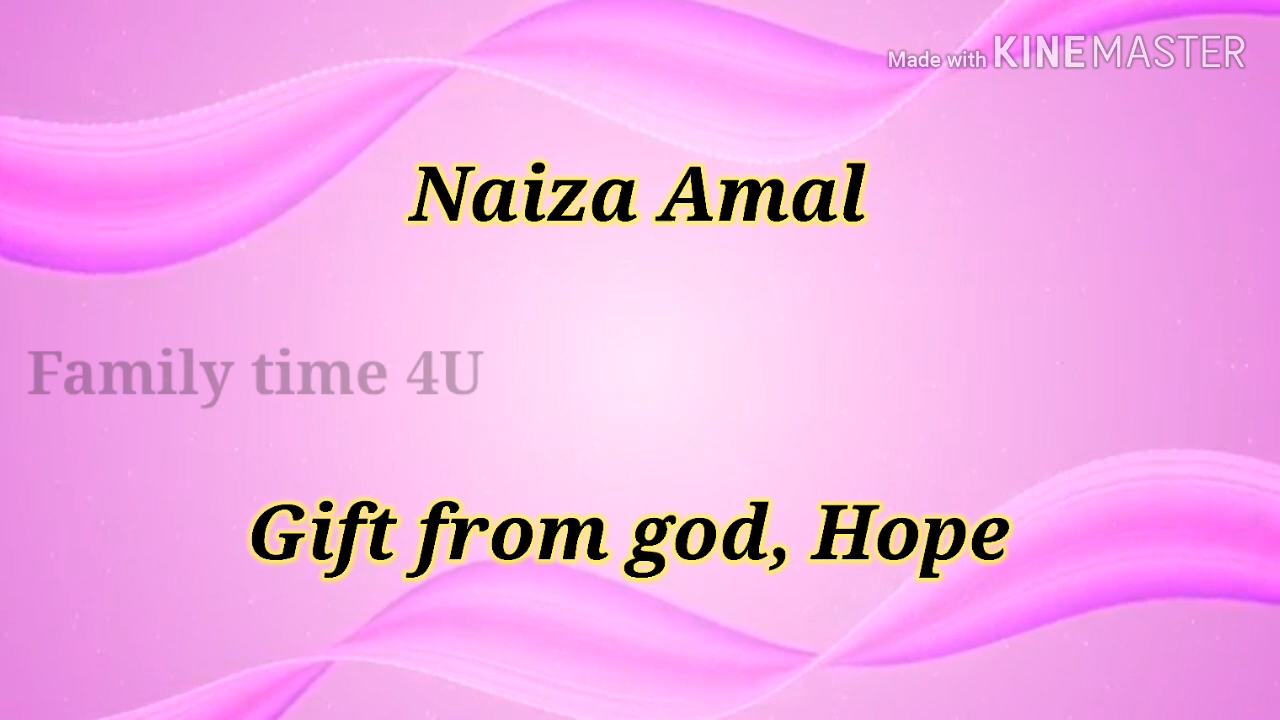 Made with KINEMASTER
Naiza Amal
Family time 4U
Gift from god, Hope